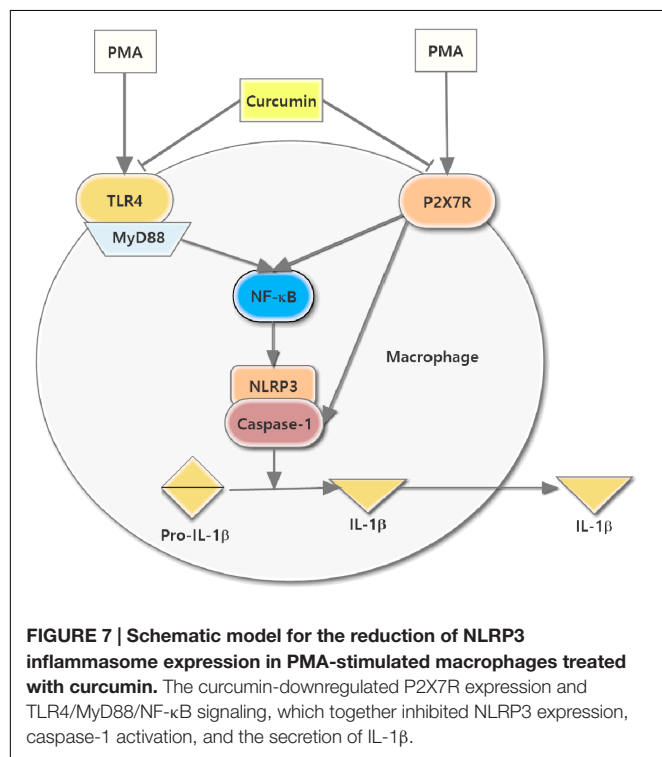 PMA
PMA
Curcumin
TLR4
P2X7R
MyD88
NF-κB
Macrophage
NLRP3
Caspase-1
Pro-IL-1β
IL-1β
IL-1β
FIGURE 7 | Schematic model for the reduction of NLRP3
inflammasome expression in PMA-stimulated macrophages treated
with curcumin. The curcumin-downregulated P2X7R expression and
TLR4/MyD88/NF-κB signaling, which together inhibited NLRP3 expression,
caspase-1 activation, and the secretion of IL-1β.